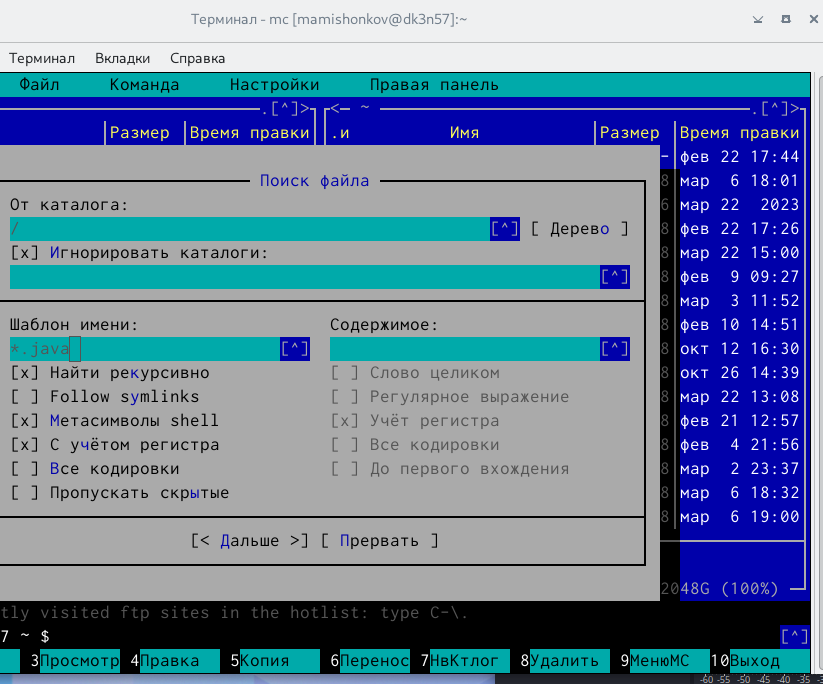 Терминал - mc [mamishonkov@dk3n57]:~
Терминал Вкладки Справка
Файл Команда Настройки Правая панель
.[^]> <─ ~ .[^]>
Размер Время правки .и Имя Размер Время правки
- фев 22 17:44
Поиск файла 8 мар 6 18:01
От каталога: 6 мар 22 2023
/ [^] [ Дерево ] 8 фев 22 17:26
[x] Игнорировать каталоги: 8 мар 22 15:00
[^] 8 фев 9 09:27
8 мар 3 11:52
Шаблон имени: Содержимое: 8 фев 10 14:51
*.java [^] [^] 8 окт 12 16:30
[x] Найти рекурсивно [ ] Слово целиком 8 окт 26 14:39
[ ] Follow symlinks [ ] Регулярное выражение 8 мар 22 13:08
[x] Метасимволы shell [x] Учёт регистра 8 фев 21 12:57
[x] С учётом регистра [ ] Все кодировки 8 фев 4 21:56
[ ] Все кодировки [ ] До первого вхождения 8 мар 2 23:37
[ ] Пропускать скрытые 8 мар 6 18:32
8 мар 6 19:00
[< Дальше >] [ Прервать ]
2048G (100%)
tly visited ftp sites in the hotlist: type C-\.
7 ~ $ [^]
3Просмотр 4Правка 5Копия 6Перенос 7НвКтлог 8Удалить 9МенюМС 10Выход
-60 -55 -50 -45 -40 -35